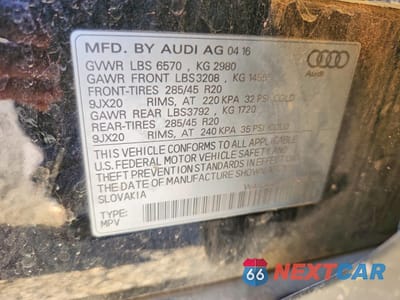 MFD. BY AUDI AG 04 16
GVWR LBS 6570 , KG 2980
GAWR FRONT LBS3208 , KG 1455
FRONT-TIRES 285/45 R20
9JX20 RIMS, AT 220 KPA 32 PSI COLD
GAWR REAR LBS3792 , KG 1720
REAR-TIRES 285/45 R20
9JX20 RIMS, AT 240 KPA 35 PSI COLD
THIS VEHICLE CONFORMS TO ALL APPLICABLE
U.S. FEDERAL MOTOR VEHICLE SAFETY AND
THEFT PREVENTION STANDARDS IN EFFECT ON
THE DATE OF MANUFACTURE SHOWN
SLOVAKIA
TYPE:
MPV
Audi
66 NEXTCAR